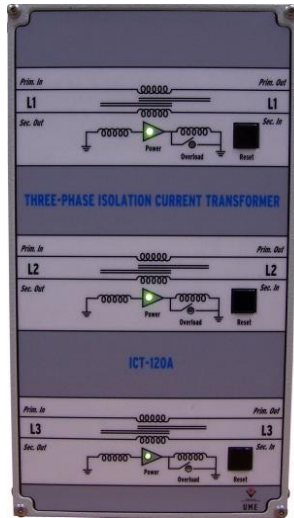 Prim. In Prim. Out
L1 L1
Sec. Out Sec. In
Power Overload Reset
THREE-PHASE ISOLATION CURRENT TRANSFORMER
Prim. In Prim. Out
L2 L2
Sec. Out Sec. In
Power Overload Reset
ICT-120A
Prim. In Prim. Out
L3 L3
Sec. Out Sec. In
Power Overload Reset
UME